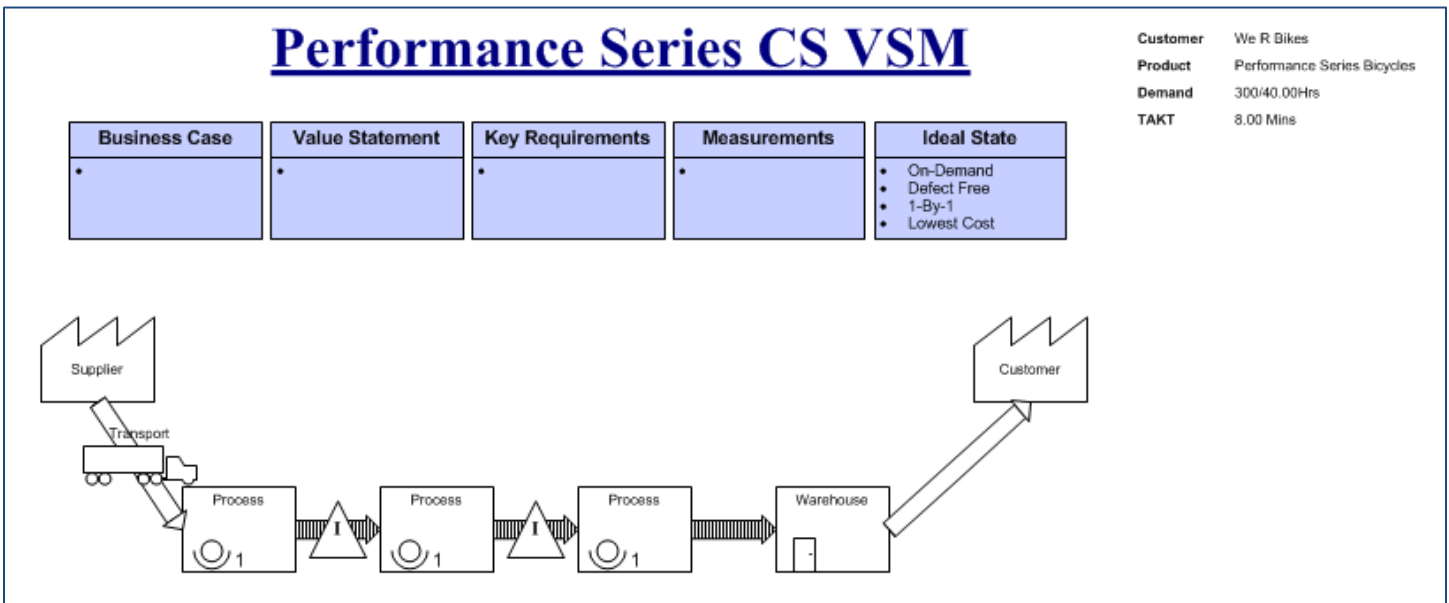 Performance Series CS VSM
Customer We R Bikes
Product Performance Series Bicycles
Demand 300/40.00Hrs
TAKT 8.00 Mins
Business Case
•
Value Statement
•
Key Requirements
•
Measurements
•
Ideal State
• On-Demand
• Defect Free
• 1-By-1
• Lowest Cost
Supplier
Customer
Transport
Process
1
I
Process
1
I
Process
1
Warehouse